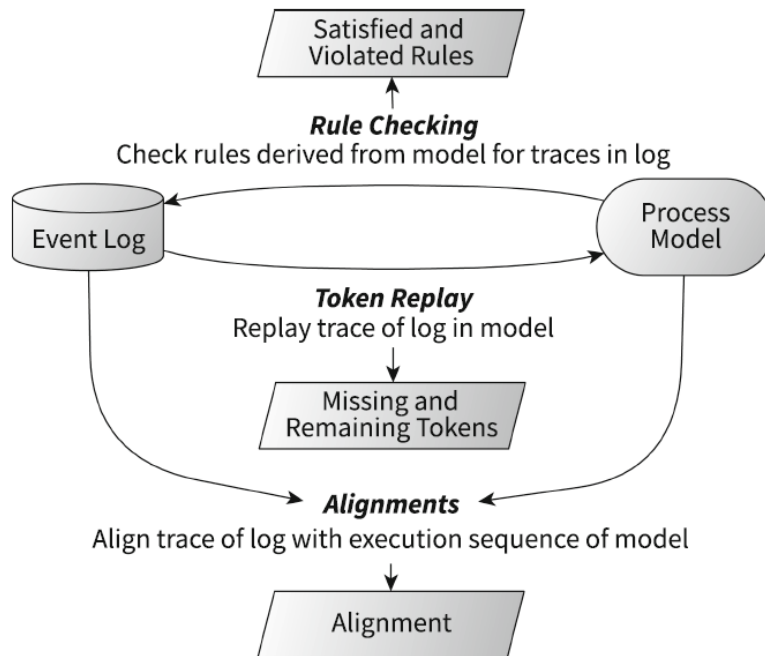 Satisfied and
Violated Rules
Rule Checking
Check rules derived from model for traces in log
Event Log
Process
Model
Token Replay
Replay trace of log in model
Missing and
Remaining Tokens
Alignments
Align trace of log with execution sequence of model
Alignment